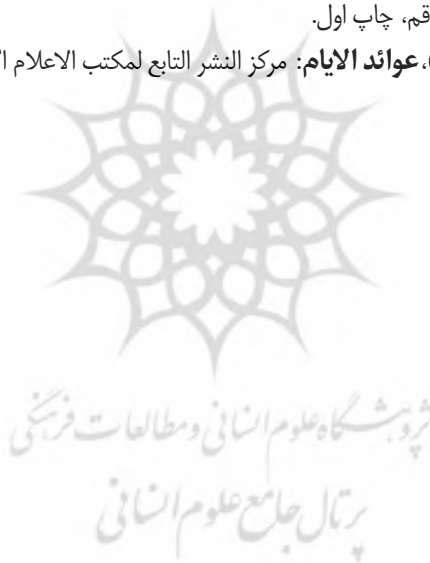 قم، چاپ اول.
،عوائد الایام: مرکز النشر التابع لمکتب الاعلام
پژوهشگاه علوم انسانی و مطالعات فرهنگی
پرتال جامع علوم انسانی